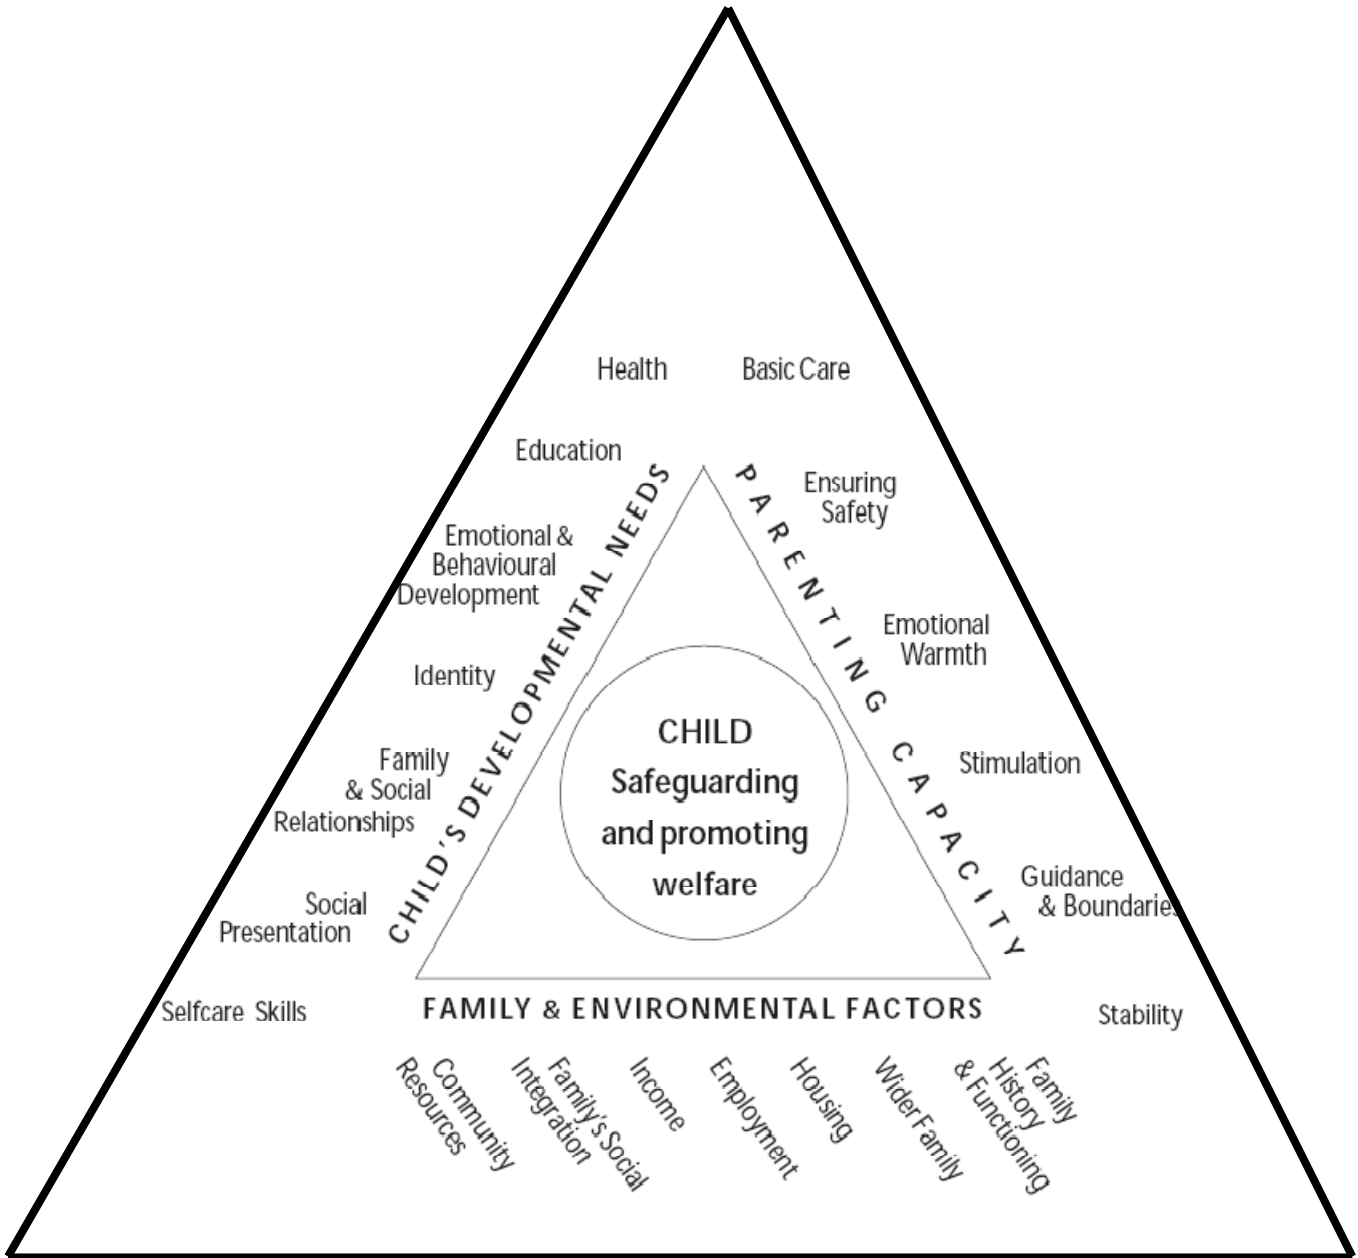 Health
Basic Care
Education
Ensuring
Safety
Emotional &
Behavioural
Development
Emotional
Warmth
Identity
Stimulation
Family
& Social
Relationships
Guidance
& Boundaries
Social
Presentation
Selfcare Skills
Stability
CHILD'S DEVELOPMENTAL NEEDS
PARENTING CAPACITY
CHILD
Safeguarding
and promoting
welfare
FAMILY & ENVIRONMENTAL FACTORS
Community
Resources
Family's Social
Integration
Income
Employment
Housing
Wider Family
Family
History
& Functioning